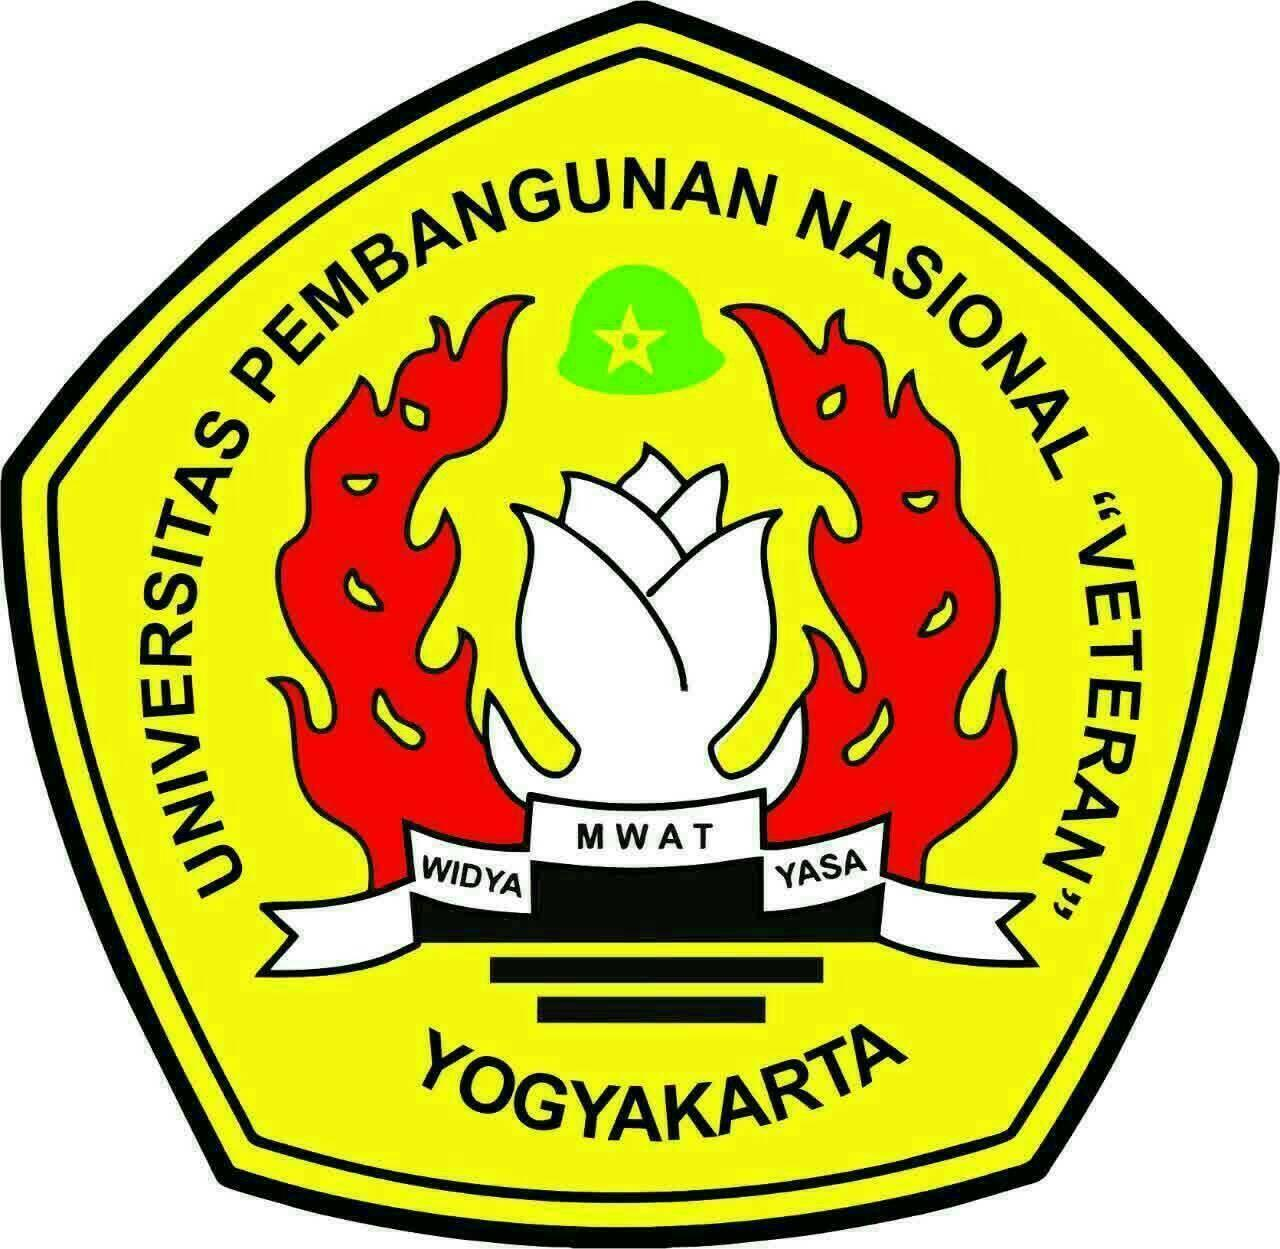 UNIVERSITAS PEMBANGUNAN NASIONAL “VETERAN”
WIDYA MWAT YASA
YOGYAKARTA